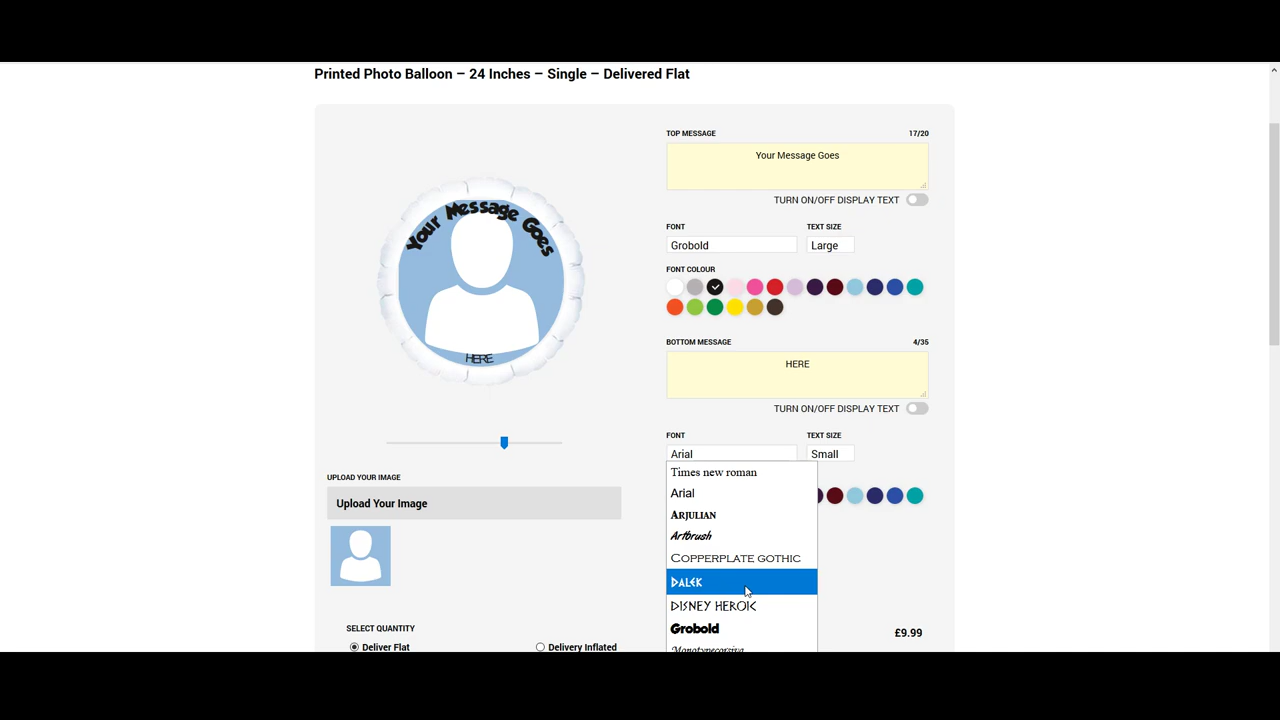 Printed Photo Balloon – 24 Inches – Single – Delivered Flat
TOP MESSAGE 17/20
Your Message Goes
TURN ON/OFF DISPLAY TEXT
FONT TEXT SIZE
Grobold Large
FONT COLOUR
Your Message Goes
HERE
BOTTOM MESSAGE 4/35
HERE
TURN ON/OFF DISPLAY TEXT
FONT TEXT SIZE
Arial Small
Times new roman
Arial
Arjulian
Artbrush
Copperplate Gothic
Dalek
Disney Heroic
Grobold
Monotypecorsiva
UPLOAD YOUR IMAGE
Upload Your Image
SELECT QUANTITY
Deliver Flat Delivery Inflated
£9.99